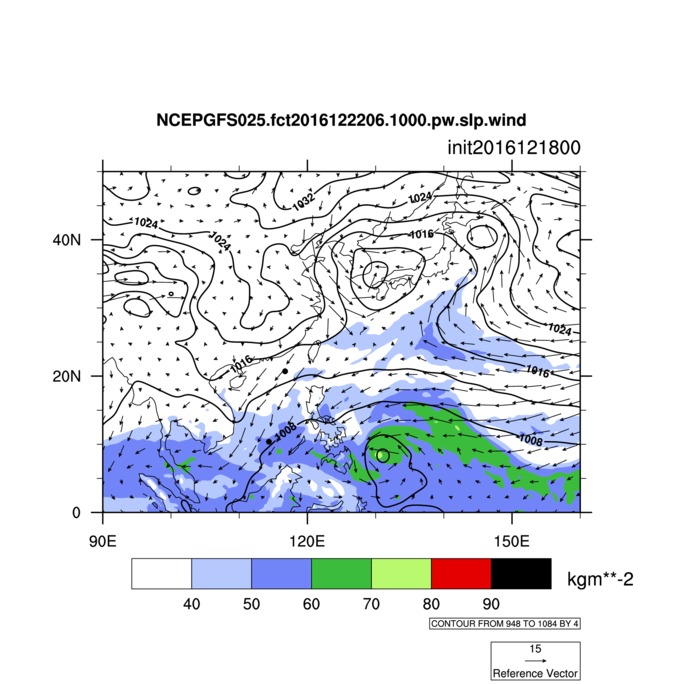 NCEPGFS025.fct2016122206.1000.pw.slp.wind
init2016121800
1032
1024
1024
1024
1016
40N
1024
1016
1016
20N
1008
1008
0
90E 120E 150E
40 50 60 70 80 90
kgm**-2
CONTOUR FROM 948 TO 1084 BY 4
15
Reference Vector